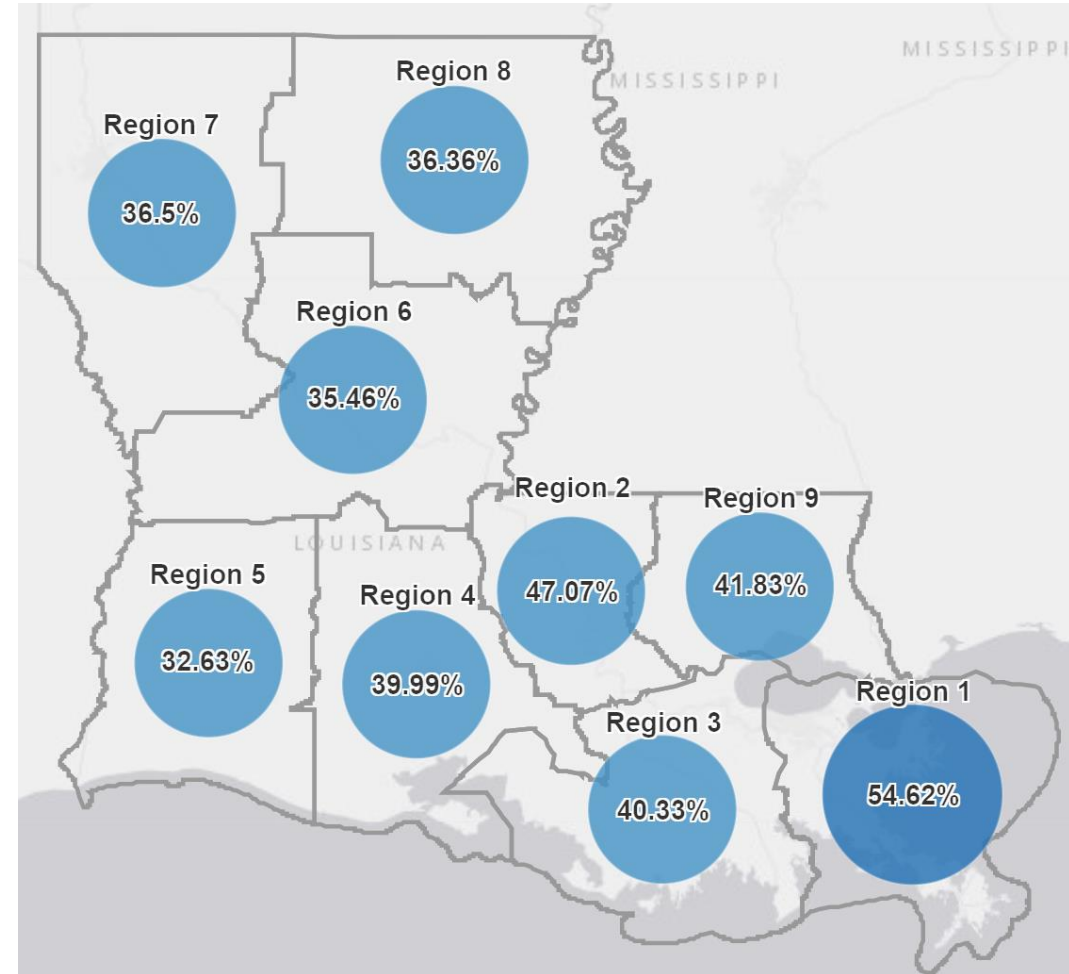 MISSISSIPPI
Region 8
MISSISSIPPI
36.36%
Region 7
36.5%
Region 6
35.46%
Region 2
Region 9
LOUISIANA
Region 5
Region 4
47.07%
41.83%
32.63%
39.99%
Region 1
Region 3
54.62%
40.33%